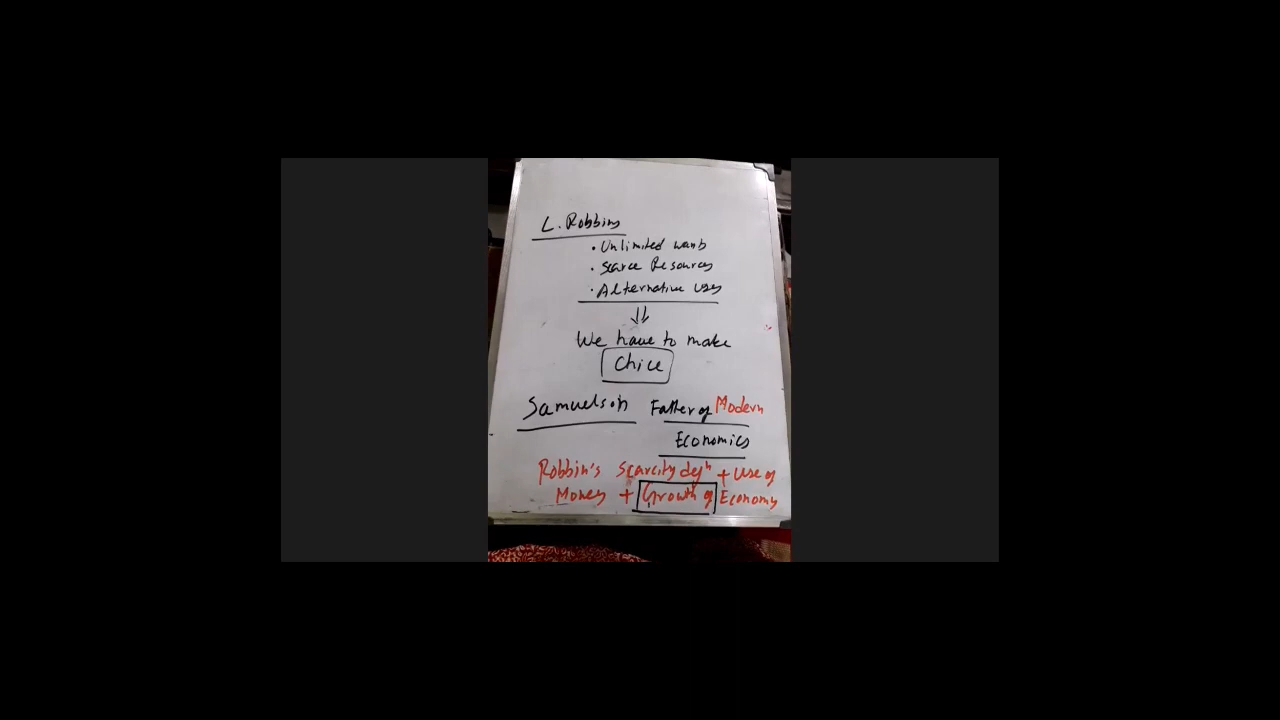 L. Robbins
• Unlimited wants
• Scarce Resources
• Alternative uses
⇓
We have to make
Chice
Samuelson Father of Modern
Economics
Robbin's Scarcity defⁿ + Use of
Money + Growth of Economy